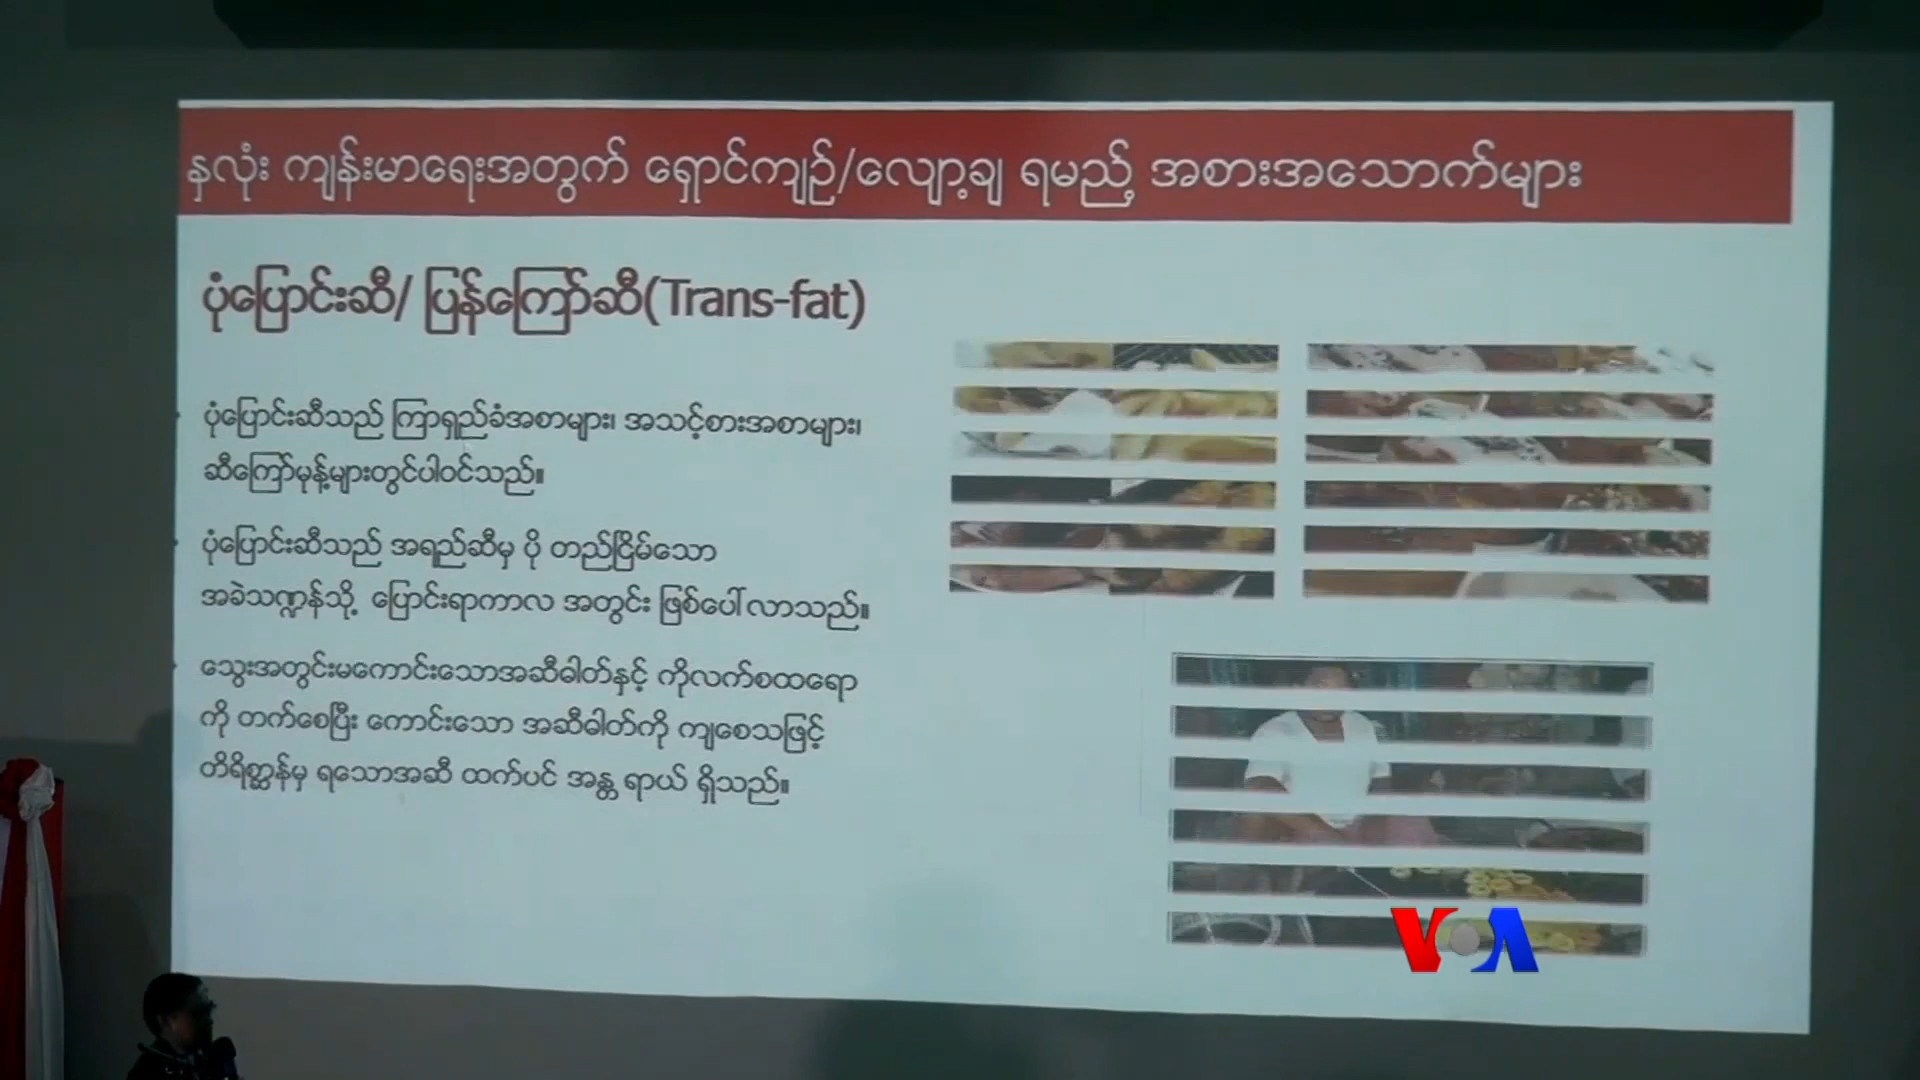 နှလုံး ကျန်းမာရေးအတွက် ရှောင်ကျဉ်/လျော့ချ ရမည့် အစားအသောက်များ
ပုံပြောင်းဆီ/ ပြန်ကြော်ဆီ(Trans-fat)
ပုံပြောင်းဆီသည် ကြာရှည်ခံအစာများ၊ အသင့်စားအစာများ၊
ဆီကြော်မုန့်များတွင်ပါဝင်သည်။
ပုံပြောင်းဆီသည် အရည်ဆီမှ ပို တည်ငြိမ်သော
အခဲသဏ္ဍန်သို့ ပြောင်းရာကာလ အတွင်း ဖြစ်ပေါ်လာသည်။
သွေးအတွင်းမကောင်းသောအဆီဓါတ်နှင့် ကိုလက်စထရော
ကို တက်စေပြီး ကောင်းသော အဆီဓါတ်ကို ကျစေသဖြင့်
တိရိစ္ဆာန်မှ ရသောအဆီ ထက်ပင် အန္တ ရာယ် ရှိသည်။
VOA